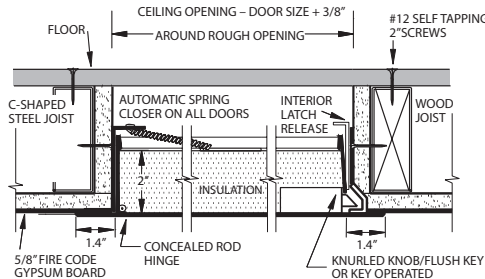 CEILING OPENING – DOOR SIZE + 3/8"
AROUND ROUGH OPENING
#12 SELF TAPPING
2"SCREWS
FLOOR
C-SHAPED
STEEL JOIST
AUTOMATIC SPRING
CLOSER ON ALL DOORS
INTERIOR
LATCH
RELEASE
WOOD
JOIST
2"
INSULATION
1.4"
1.4"
5/8" FIRE CODE
GYPSUM BOARD
CONCEALED ROD
HINGE
KNURLED KNOB/FLUSH KEY
OR KEY OPERATED